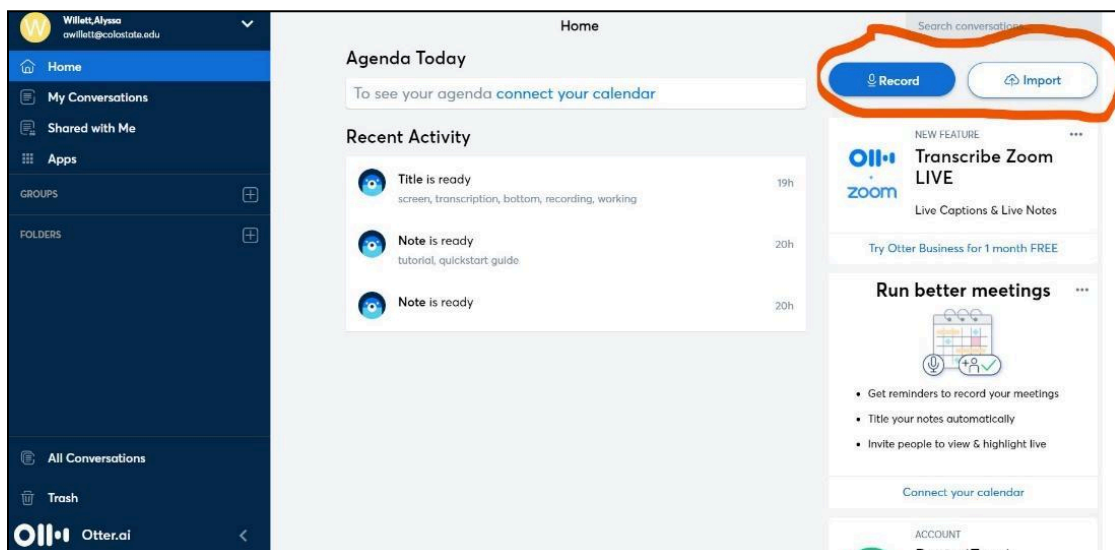 W
Willett,Alyssa
awillett@colostate.edu
Home
My Conversations
Shared with Me
Apps
GROUPS
FOLDERS
All Conversations
Trash
Otter.ai
Home
Agenda Today
To see your agenda connect your calendar
Recent Activity
Title is ready
19h
screen, transcription, bottom, recording, working
Note is ready
20h
tutorial, quickstart guide
Note is ready
20h
Search conversations...
Record
Import
NEW FEATURE
Transcribe Zoom
LIVE
zoom
Live Captions & Live Notes
Try Otter Business for 1 month FREE
Run better meetings
• Get reminders to record your meetings
• Title your notes automatically
• Invite people to view & highlight live
Connect your calendar
ACCOUNT